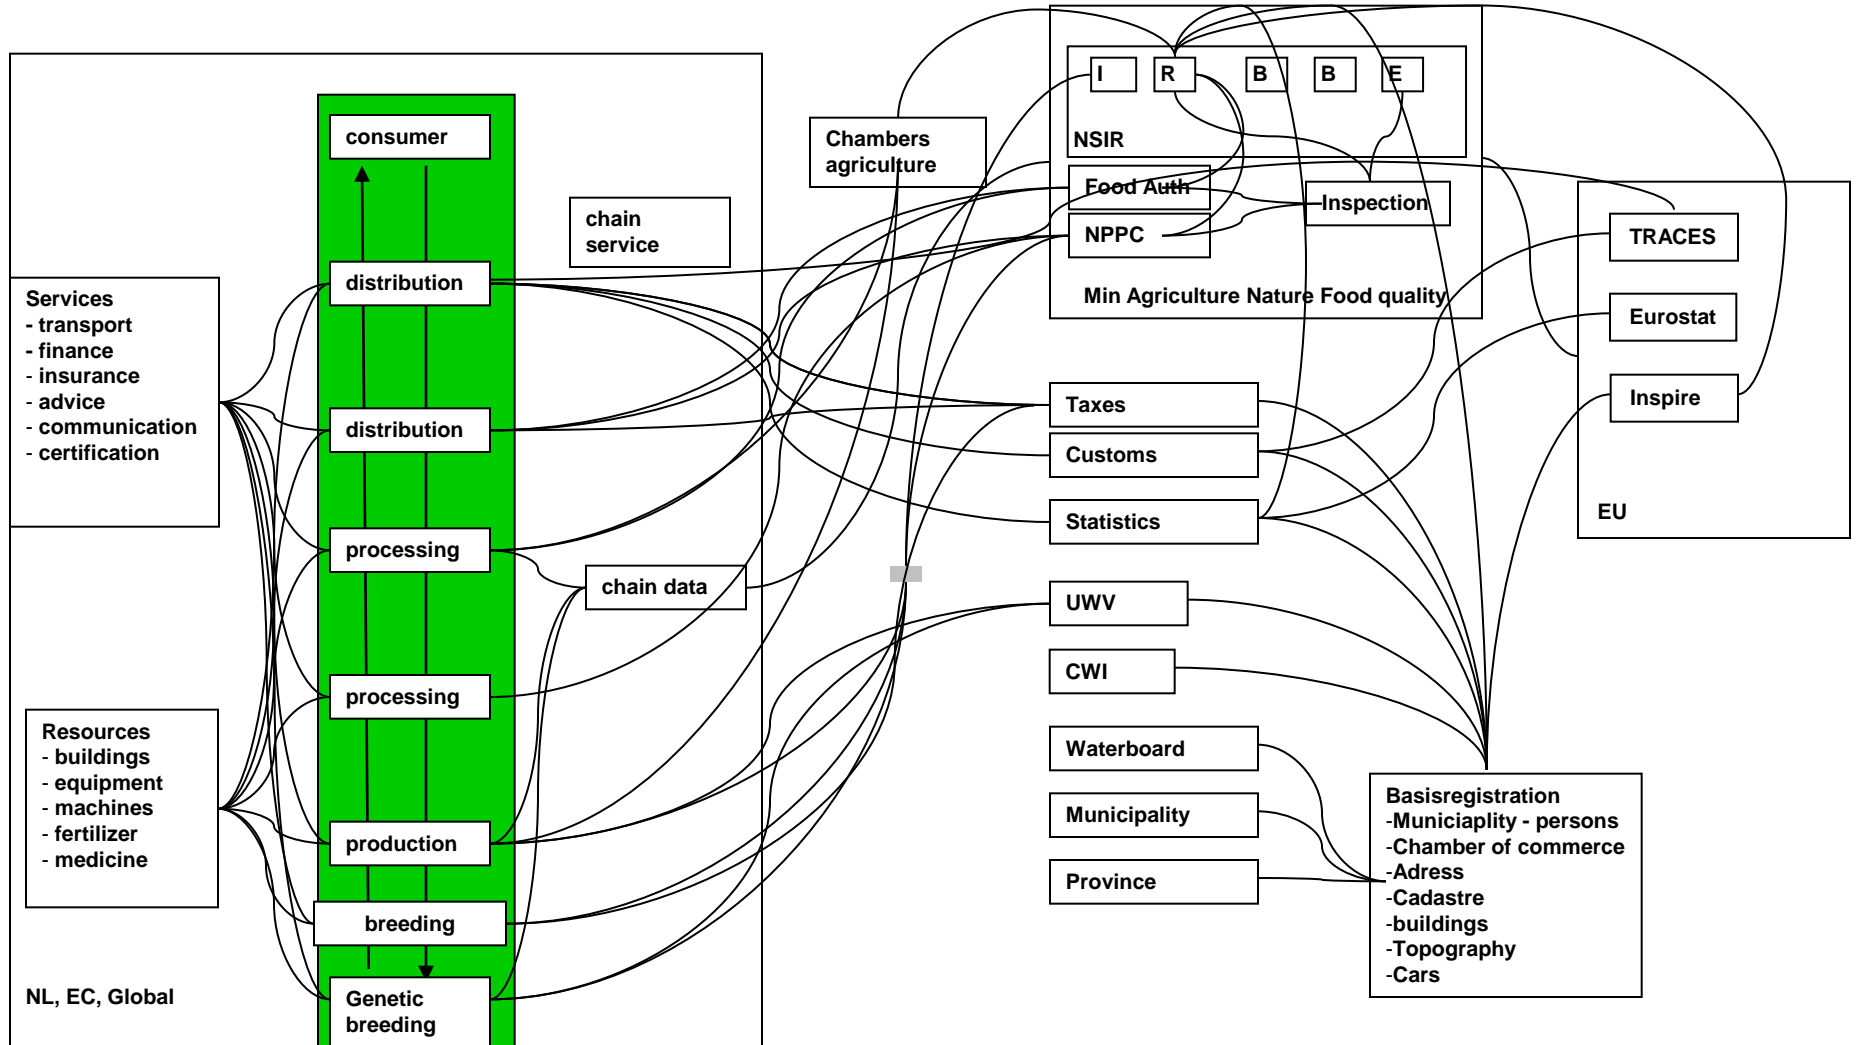 I
R
B
B
E
NSIR
Chambers
agriculture
consumer
Food Auth
Inspection
NPPC
chain
service
TRACES
distribution
Min Agriculture Nature Food quality
Services
- transport
- finance
- insurance
- advice
- communication
- certification
Eurostat
Taxes
Inspire
distribution
Customs
Statistics
EU
processing
chain data
UWV
CWI
processing
Resources
- buildings
- equipment
- machines
- fertilizer
- medicine
Waterboard
Municipality
Province
production
breeding
Basisregistration
-Municiaplity - persons
-Chamber of commerce
-Adress
-Cadastre
-buildings
-Topography
-Cars
NL, EC, Global
Genetic
breeding